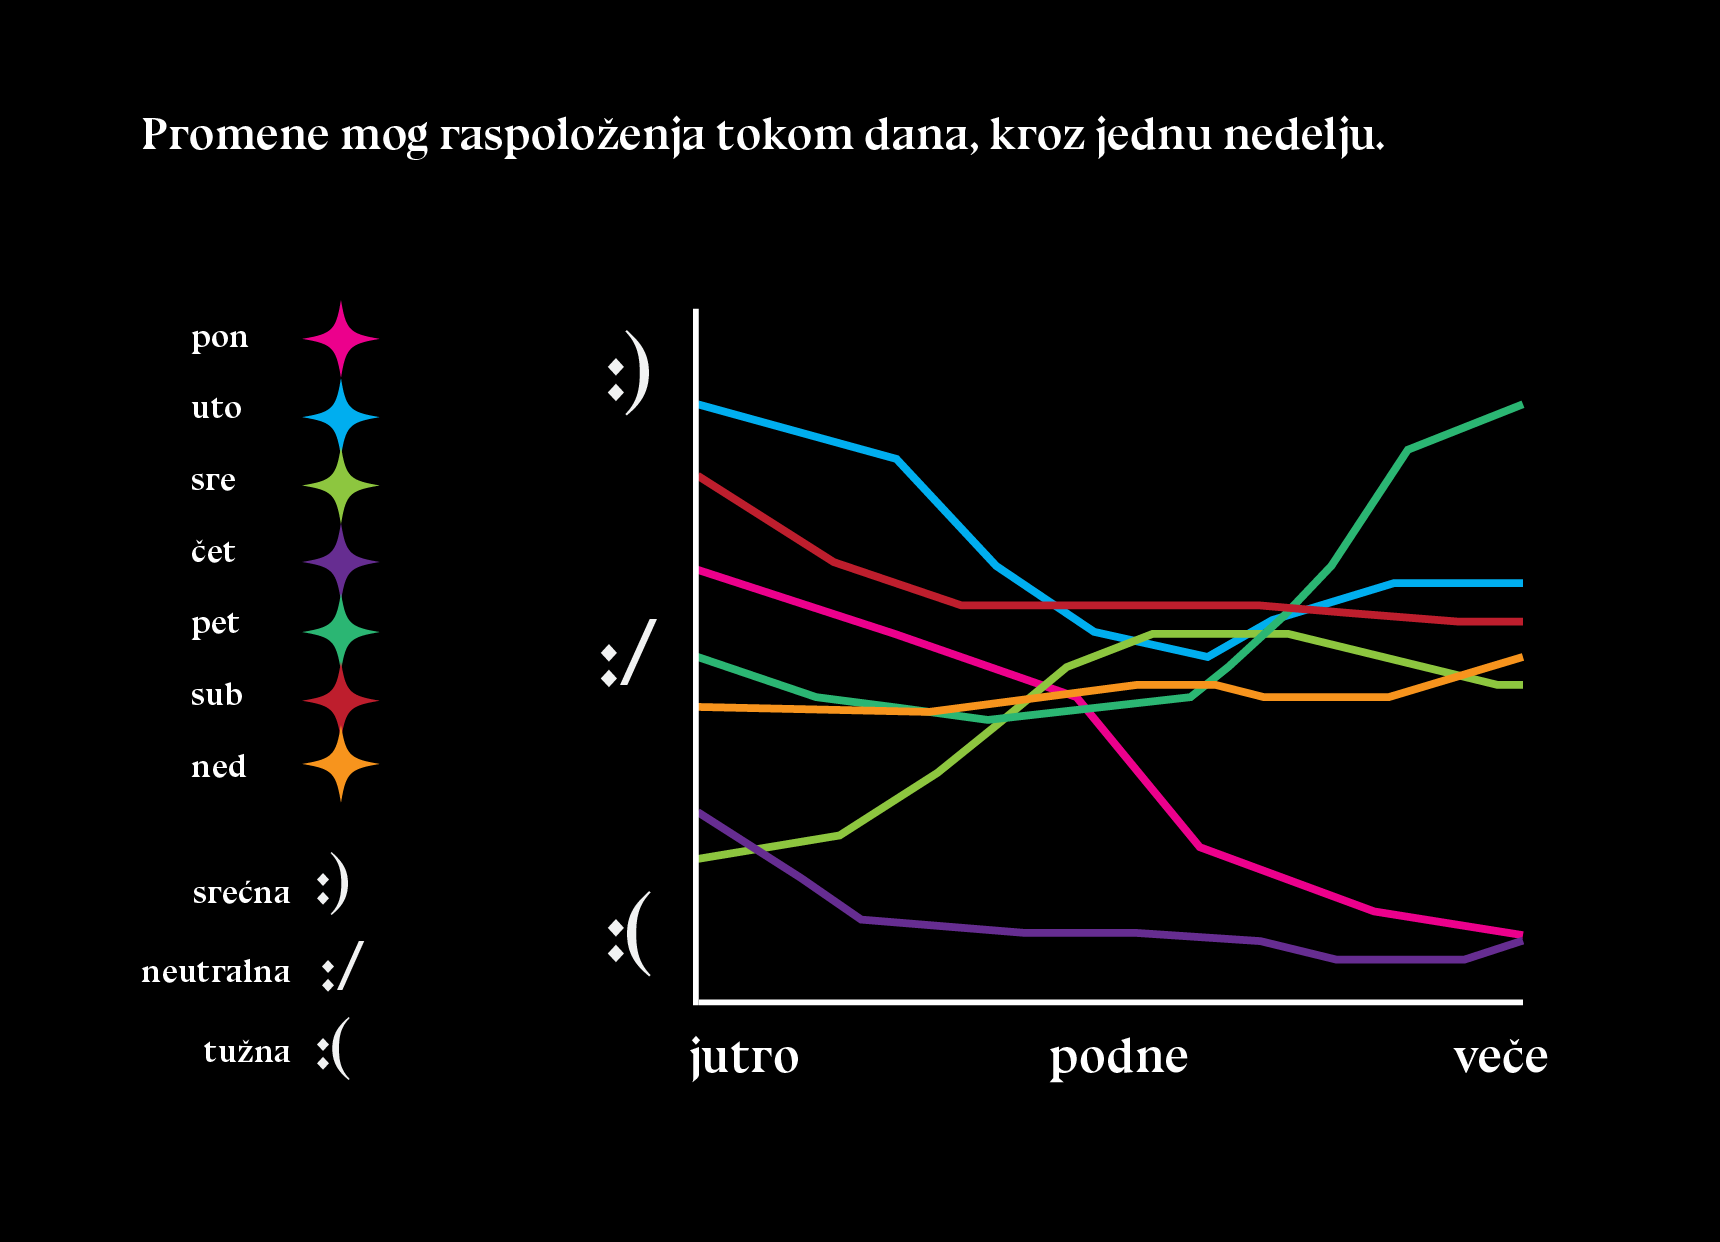 Promene mog raspoloženja tokom dana, kroz jednu nedelju.
pon
uto
sre
čet
pet
sub
ned
srećna :)
neutralna :/
tužna :(
:)
:/
:(
jutro podne veče